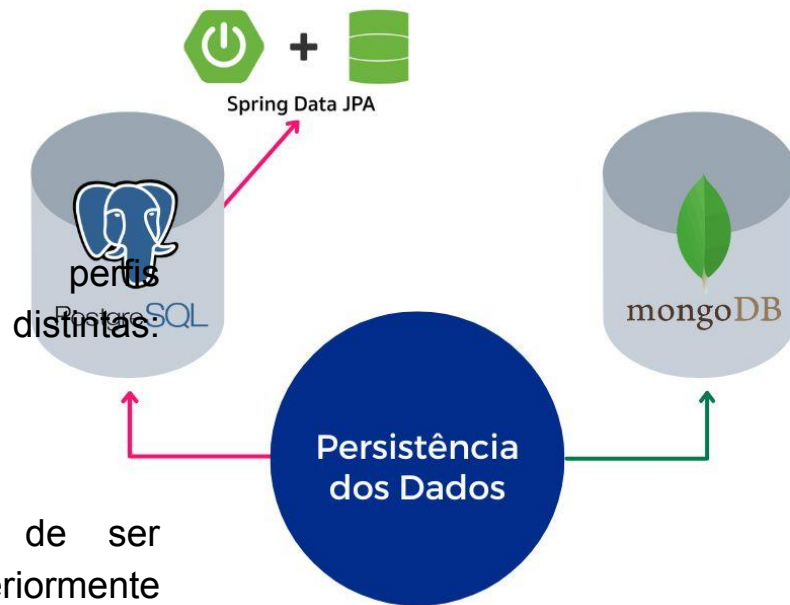 Spring Data JPA
perfis
PostgreSQL
distintas:
mongoDB
Persistência
dos Dados
de ser
eriormente